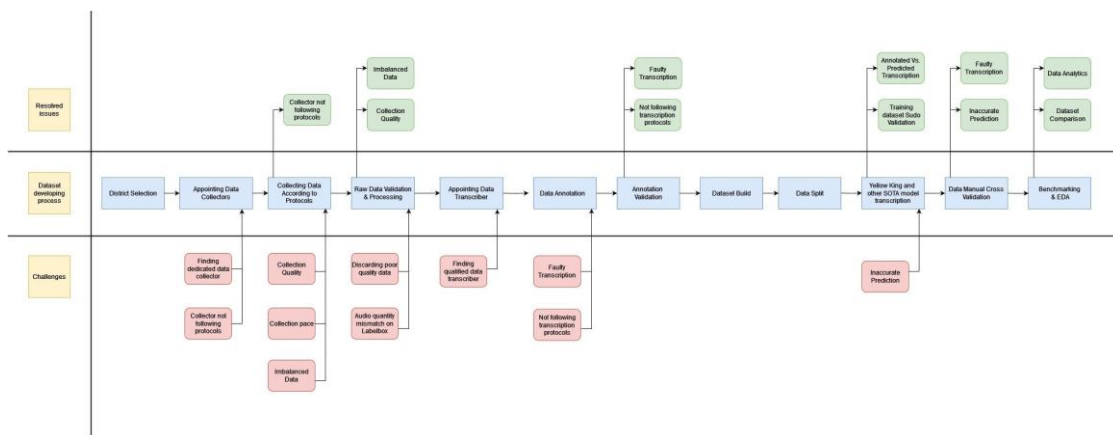 Resolved
issues
Collector not
following
protocols
Imbalanced
Data
Collection
Quality
Faulty
Transcription
Not following
transcription
protocols
Annotated Vs.
Predicted
Transcription
Training
dataset Sudo
Validation
Faulty
Transcription
Inaccurate
Prediction
Data Analytics
Dataset
Comparison
Dataset
developing
process
District Selection
Appointing Data
Collectors
Collecting Data
According to
Protocols
Raw Data Validation
& Processing
Appointing Data
Transcriber
Data Annotation
Annotation
Validation
Dataset Build
Data Split
Yellow King and
other SOTA model
transcription
Data Manual Cross
Validation
Benchmarking
& EDA
Challenges
Finding
dedicated data
collector
Collector not
following
protocols
Collection
Quality
Collection pace
Imbalanced
Data
Discarding poor
quality data
Audio quantity
mismatch on
Labelbox
Finding
qualified data
transcriber
Faulty
Transcription
Not following
transcription
protocols
Inaccurate
Prediction